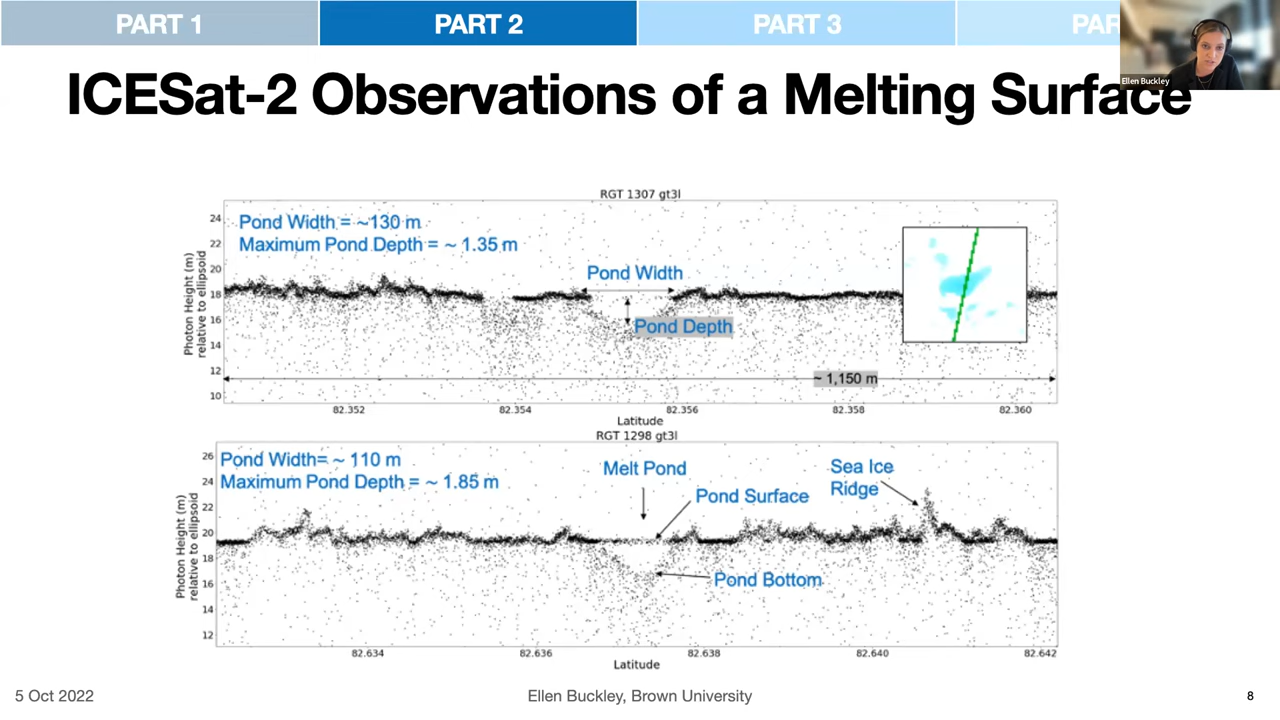 PART 1
PART 2
PART 3
PAR
Ellen Buckley
ICESat-2 Observations of a Melting Surface
RGT 1307 gt3l
Pond Width = ~130 m
Maximum Pond Depth = ~ 1.35 m
Pond Width
Pond Depth
~ 1,150 m
Photon Height (m)
relative to ellipsoid
24
22
20
18
16
14
12
10
82.352
82.354
82.356
82.358
82.360
Latitude
RGT 1298 gt3l
Pond Width= ~ 110 m
Maximum Pond Depth = ~ 1.85 m
Melt Pond
Pond Surface
Sea Ice
Ridge
Pond Bottom
Photon Height (m)
relative to ellipsoid
26
24
22
20
18
16
14
12
82.634
82.636
82.638
82.640
82.642
Latitude
5 Oct 2022
Ellen Buckley, Brown University
8